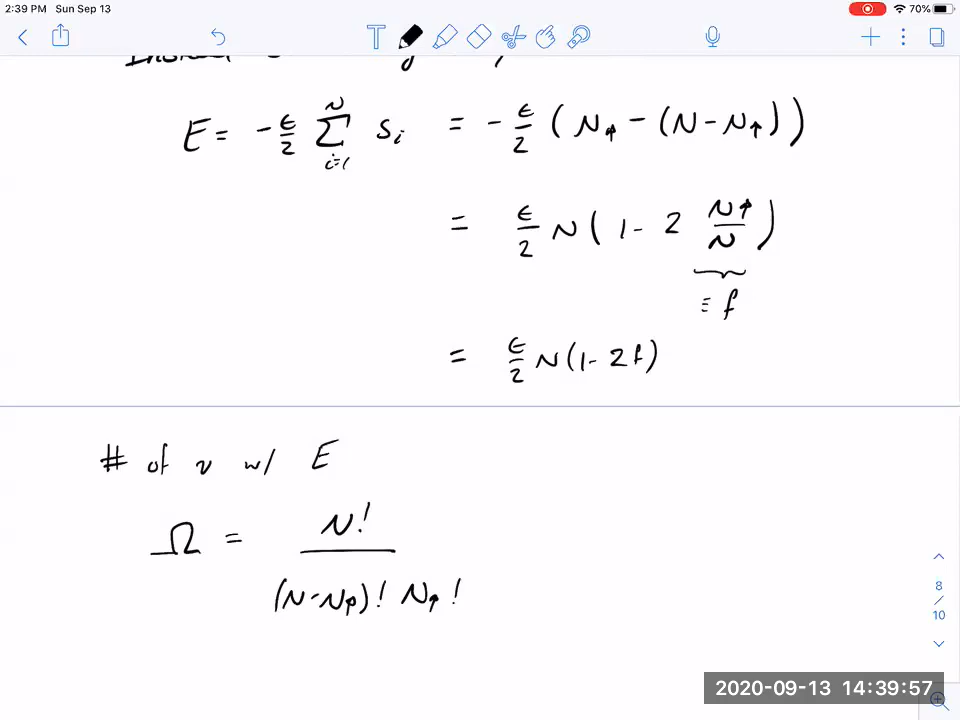 2:39 PM Sun Sep 13
70%
E = -ϵ/2 ∑_{i=1}^{N} s_i = -ϵ/2 ( N↑ - (N - N↑) )
= ϵ/2 N ( 1 - 2 N↑/N )
≡ f
= ϵ/2 N (1 - 2f)
# of ν w/ E
Ω = N! / (N - N↑)! N↑!
8
/
10
2020-09-13 14:39:57